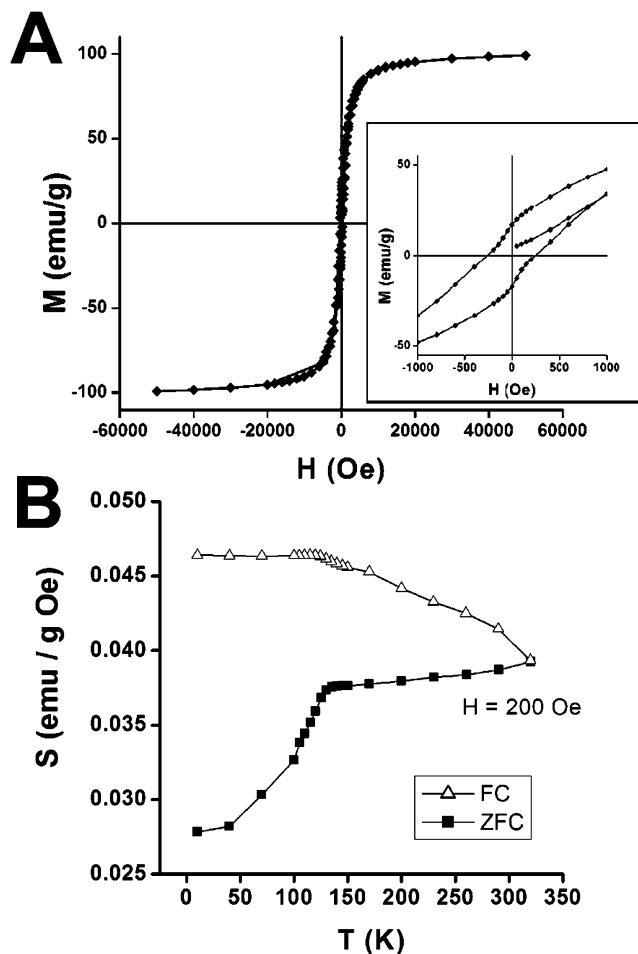 A
M (emu/g)
100
50
0
-50
-100
-60000 -40000 -20000 0 20000 40000 60000
H (Oe)
M (emu/g)
50
0
-50
-1000 -500 0 500 1000
H (Oe)
B
S (emu / g Oe)
0.050
0.045
0.040
0.035
0.030
0.025
H = 200 Oe
FC
ZFC
0 50 100 150 200 250 300 350
T (K)